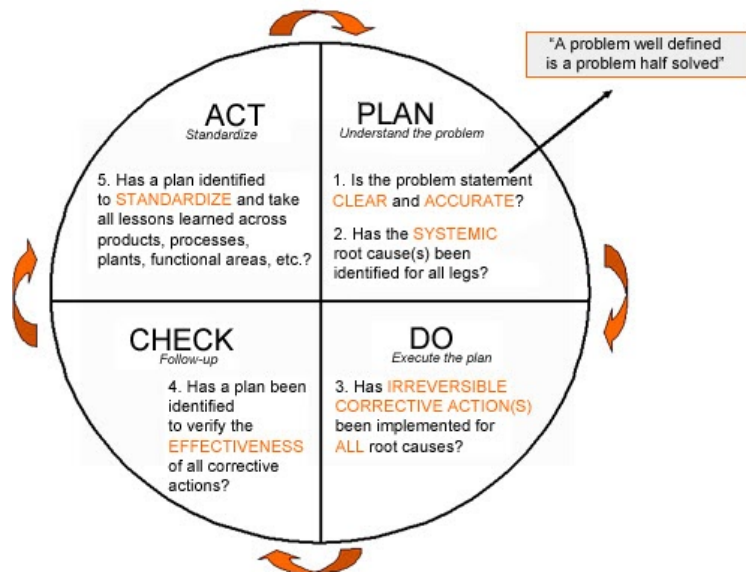 “A problem well defined
is a problem half solved”
ACT
Standardize
5. Has a plan identified
to STANDARDIZE and take
all lessons learned across
products, processes,
plants, functional areas, etc.?
PLAN
Understand the problem
1. Is the problem statement
CLEAR and ACCURATE?
2. Has the SYSTEMIC
root cause(s) been
identified for all legs?
CHECK
Follow-up
4. Has a plan been
identified
to verify the
EFFECTIVENESS
of all corrective
actions?
DO
Execute the plan
3. Has IRREVERSIBLE
CORRECTIVE ACTION(S)
been implemented for
ALL root causes?